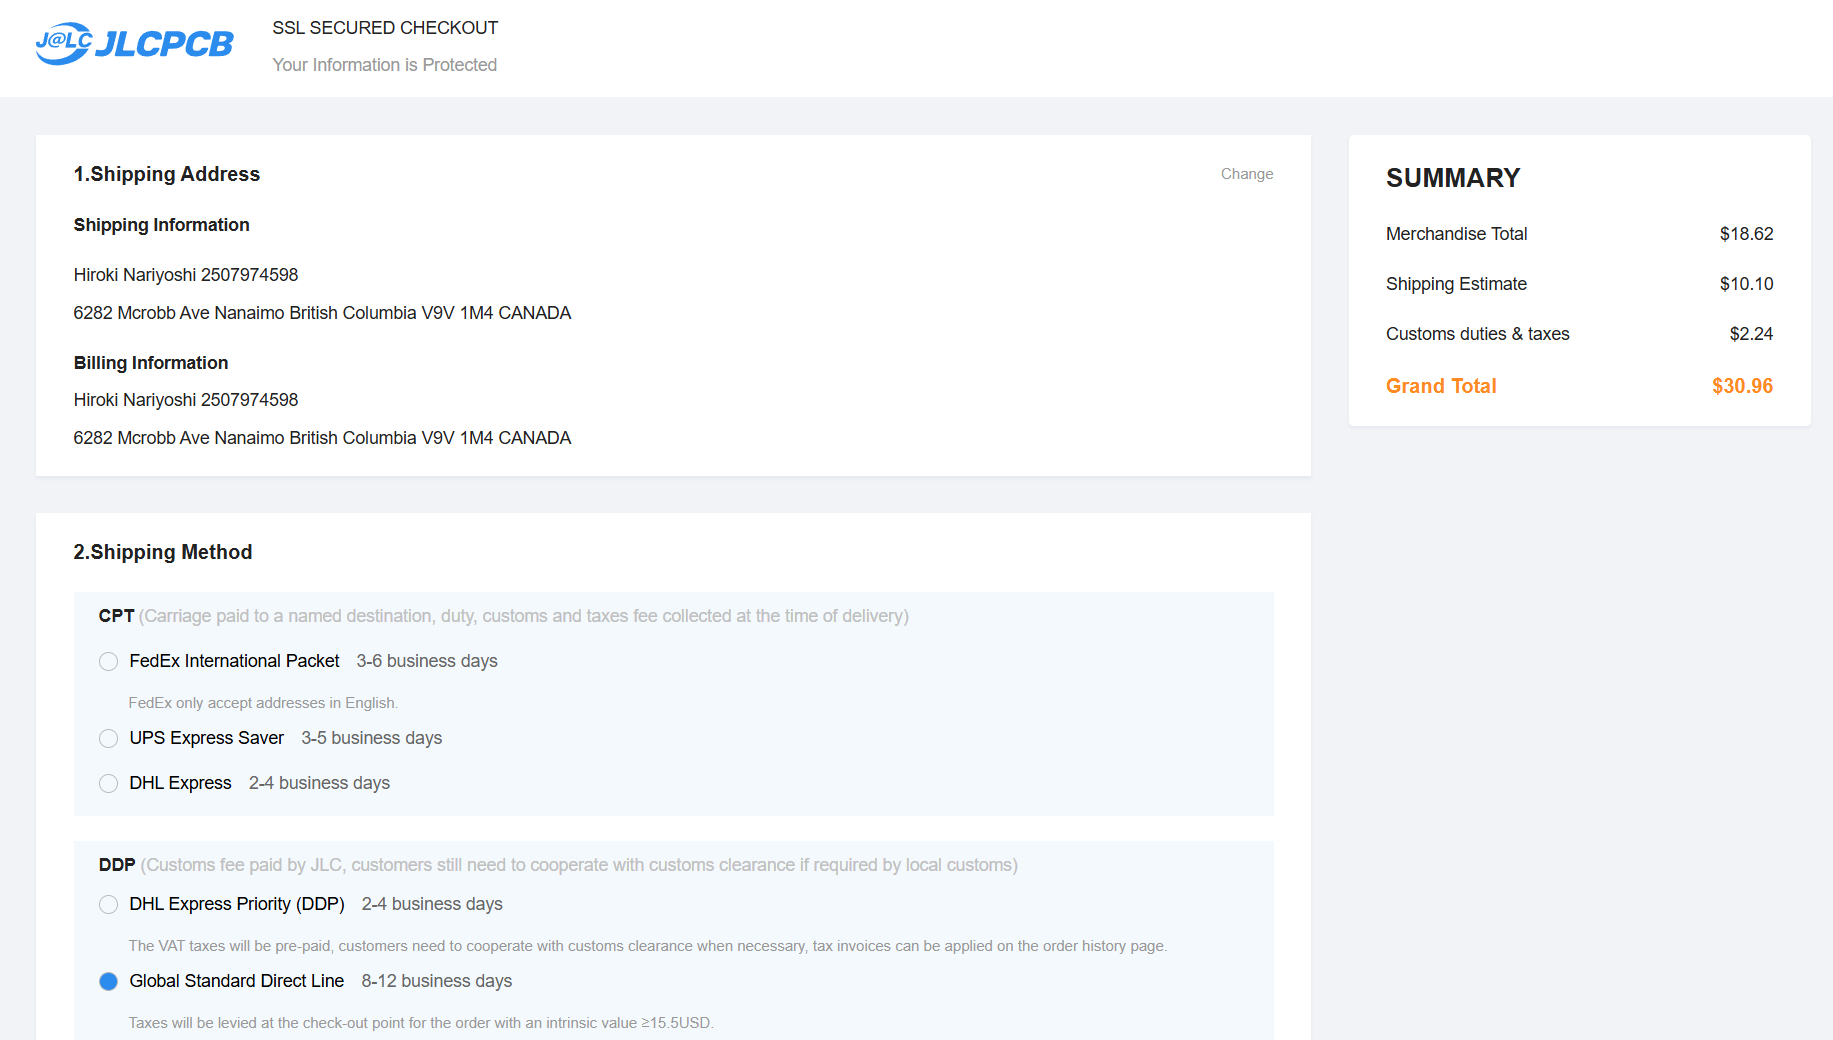 J@LC JLCPCB
SSL SECURED CHECKOUT
Your Information is Protected
1.Shipping Address
Change
Shipping Information
Hiroki Nariyoshi 2507974598
6282 Mcrobb Ave Nanaimo British Columbia V9V 1M4 CANADA
Billing Information
Hiroki Nariyoshi 2507974598
6282 Mcrobb Ave Nanaimo British Columbia V9V 1M4 CANADA
SUMMARY
Merchandise Total $18.62
Shipping Estimate $10.10
Customs duties & taxes $2.24
Grand Total $30.96
2.Shipping Method
CPT (Carriage paid to a named destination, duty, customs and taxes fee collected at the time of delivery)
FedEx International Packet 3-6 business days
FedEx only accept addresses in English.
UPS Express Saver 3-5 business days
DHL Express 2-4 business days
DDP (Customs fee paid by JLC, customers still need to cooperate with customs clearance if required by local customs)
DHL Express Priority (DDP) 2-4 business days
The VAT taxes will be pre-paid, customers need to cooperate with customs clearance when necessary, tax invoices can be applied on the order history page.
Global Standard Direct Line 8-12 business days
Taxes will be levied at the check-out point for the order with an intrinsic value ≥15.5USD.